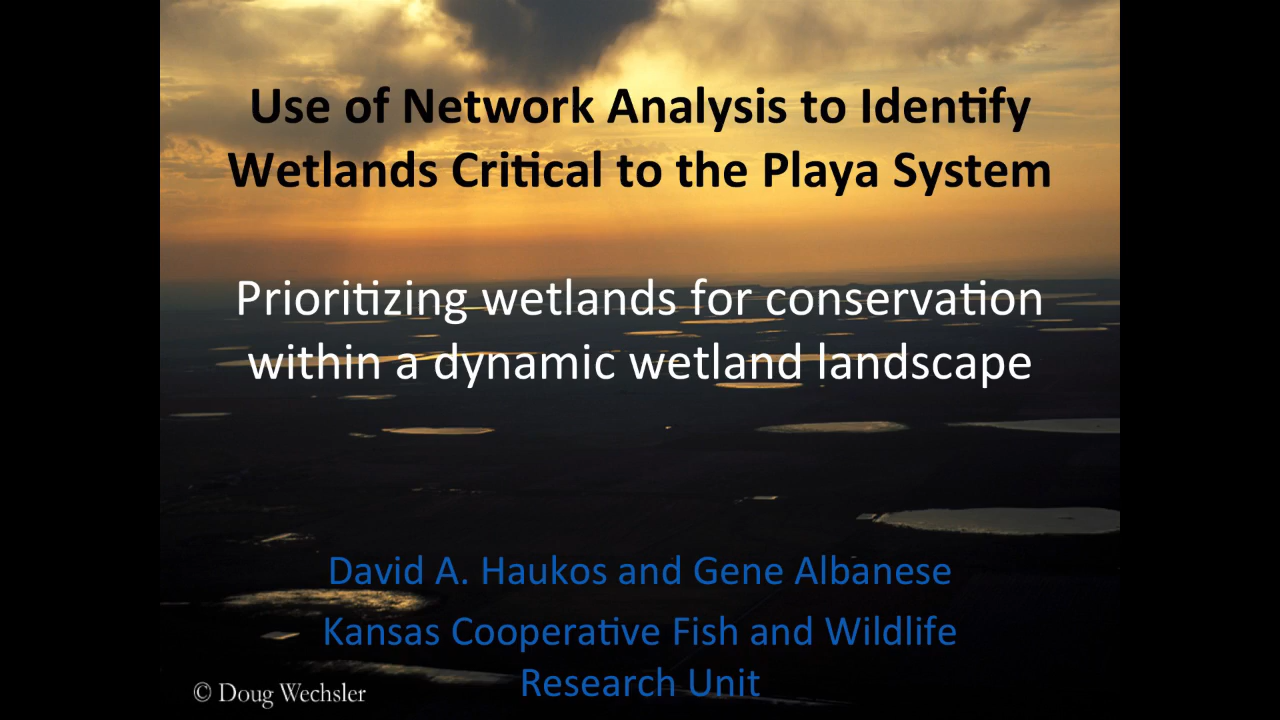 Use of Network Analysis to Identify
Wetlands Critical to the Playa System
Prioritizing wetlands for conservation
within a dynamic wetland landscape
David A. Haukos and Gene Albanese
Kansas Cooperative Fish and Wildlife
Research Unit
© Doug Wechsler